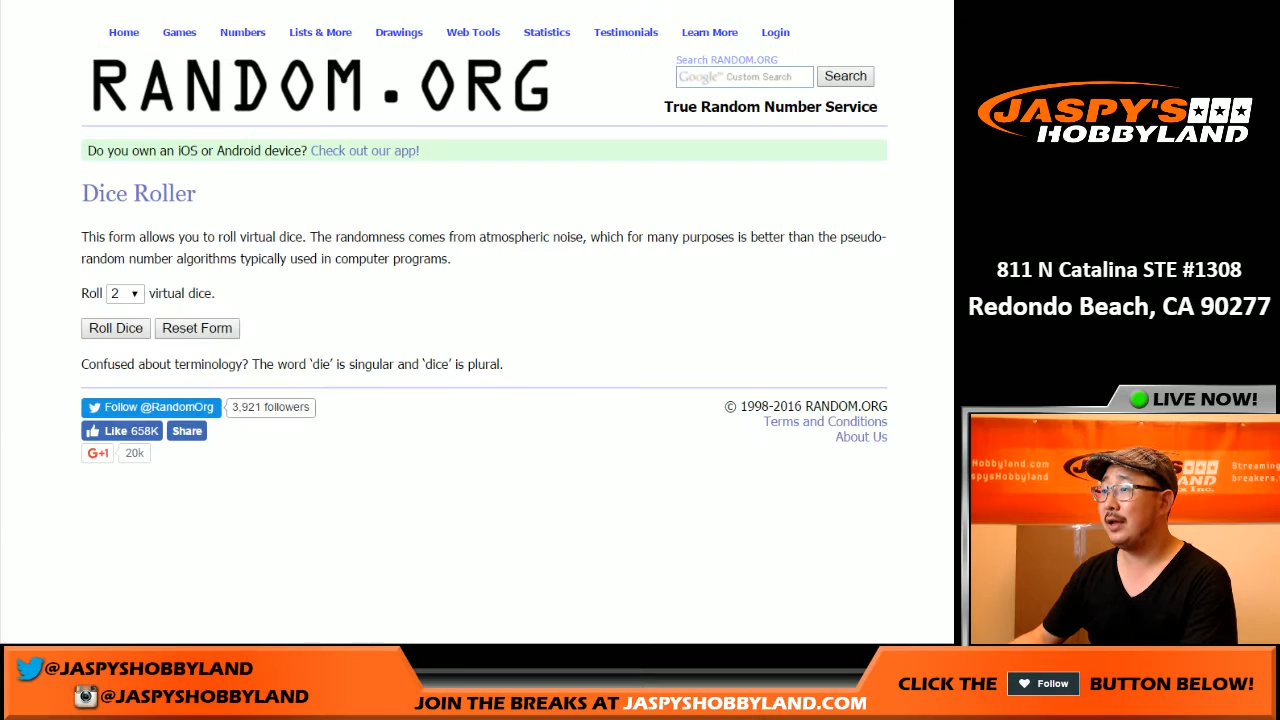 Home Games Numbers Lists & More Drawings Web Tools Statistics Testimonials Learn More Login
RANDOM.ORG
Search RANDOM.ORG
Google™ Custom Search Search
True Random Number Service
Do you own an iOS or Android device? Check out our app!
Dice Roller
This form allows you to roll virtual dice. The randomness comes from atmospheric noise, which for many purposes is better than the pseudo-
random number algorithms typically used in computer programs.
Roll 2 virtual dice.
Roll Dice Reset Form
Confused about terminology? The word ‘die’ is singular and ‘dice’ is plural.
Follow @RandomOrg 3,921 followers
Like 658K Share
G+1 20k
© 1998-2016 RANDOM.ORG
Terms and Conditions
About Us
JASPY'S
HOBBYLAND
811 N Catalina STE #1308
Redondo Beach, CA 90277
LIVE NOW!
Hobbyland.com
aspysHobbyland
Streaming
breakers.
@JASPYSHOBBYLAND
@JASPYSHOBBYLAND
JOIN THE BREAKS AT JASPYSHOBBYLAND.COM
CLICK THE Follow BUTTON BELOW!